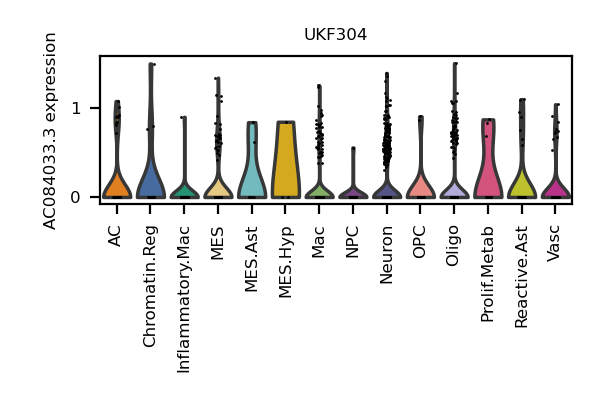 UKF304
AC084033.3 expression
1
0
AC
Chromatin.Reg
Inflammatory.Mac
MES
MES.Ast
MES.Hyp
Mac
NPC
Neuron
OPC
Oligo
Prolif.Metab
Reactive.Ast
Vasc